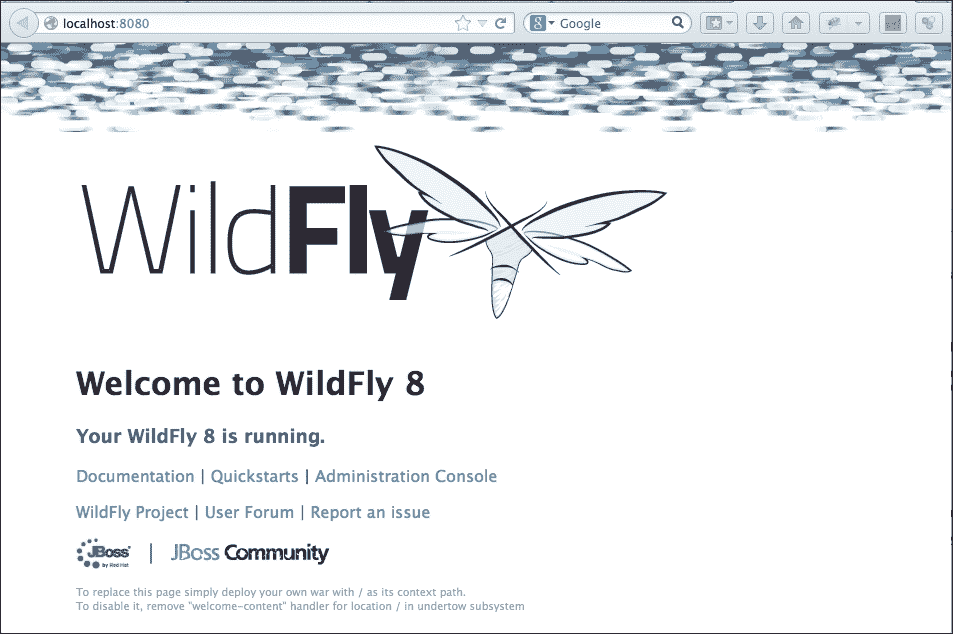 localhost:8080
Google
WildFly
Welcome to WildFly 8
Your WildFly 8 is running.
Documentation | Quickstarts | Administration Console
WildFly Project | User Forum | Report an issue
JBoss by Red Hat | JBoss Community
To replace this page simply deploy your own war with / as its context path.
To disable it, remove "welcome-content" handler for location / in undertow subsystem